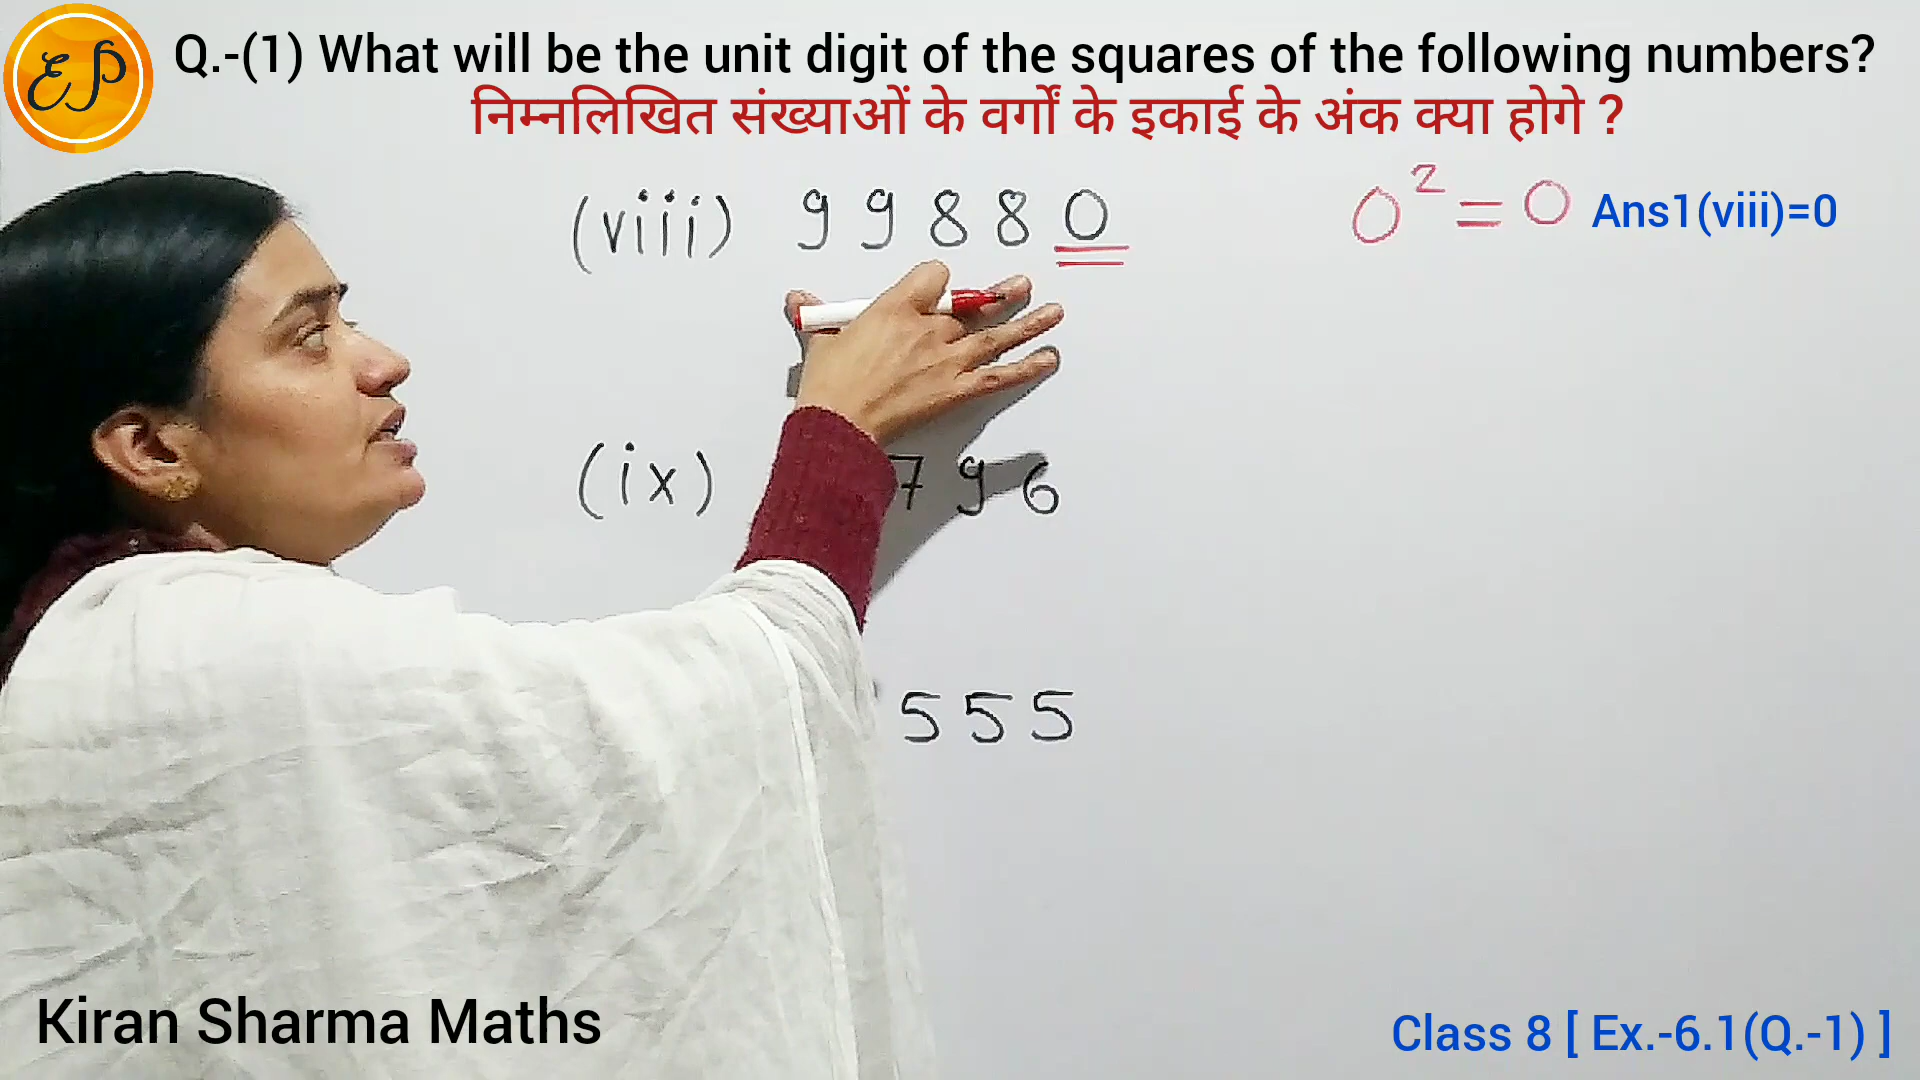 EP
Q.-(1) What will be the unit digit of the squares of the following numbers?
निम्नलिखित संख्याओं के वर्गों के इकाई के अंक क्या होगे ?
(viii) 99880 0²=0 Ans1(viii)=0
(ix) 796
555
Kiran Sharma Maths
Class 8 [ Ex.-6.1(Q.-1) ]